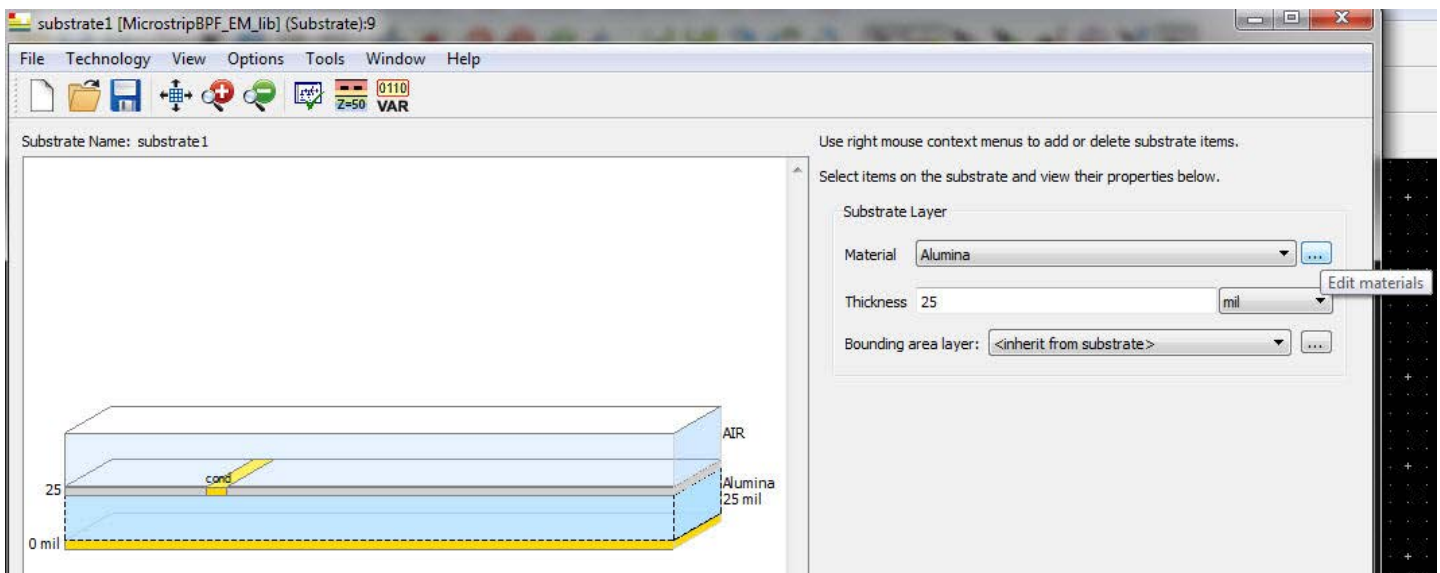 substrate1 [MicrostripBPF_EM_lib] (Substrate):9
File Technology View Options Tools Window Help
Z=50
0110
VAR
Substrate Name: substrate1
Use right mouse context menus to add or delete substrate items.
Select items on the substrate and view their properties below.
Substrate Layer
Material Alumina ...
Edit materials
Thickness 25 mil
Bounding area layer: <inherit from substrate> ...
AIR
cond
25
Alumina
25 mil
0 mil